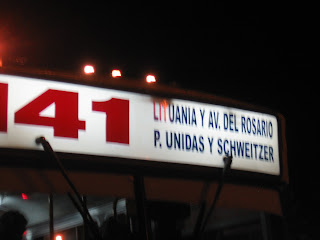 141
LITUANIA Y AV. DEL ROSARIO
P. UNIDAS Y SCHWEITZER